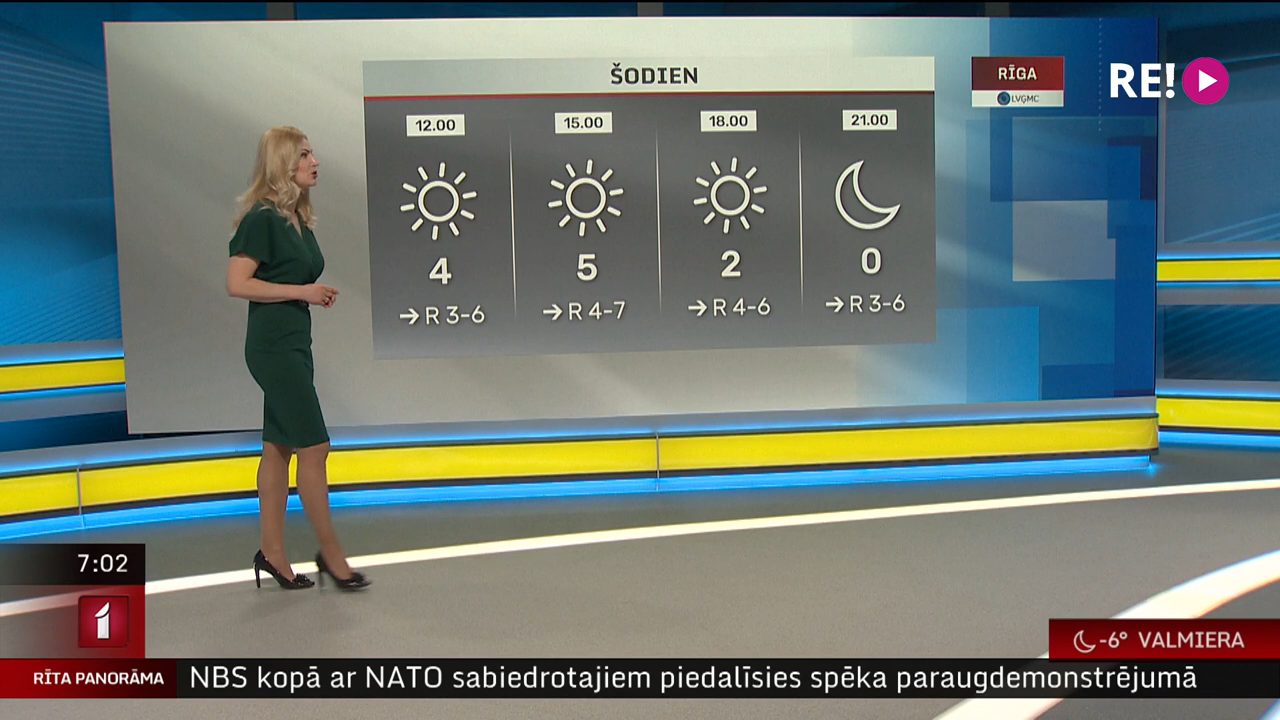 ŠODIEN
RĪGA
LVĢMC
RE!
12.00
15.00
18.00
21.00
4
5
2
0
→ R 3-6
→ R 4-7
→ R 4-6
→ R 3-6
7:02
1
-6° VALMIERA
RĪTA PANORĀMA
NBS kopā ar NATO sabiedrotajiem piedalīsies spēka paraugdemonstrējumā